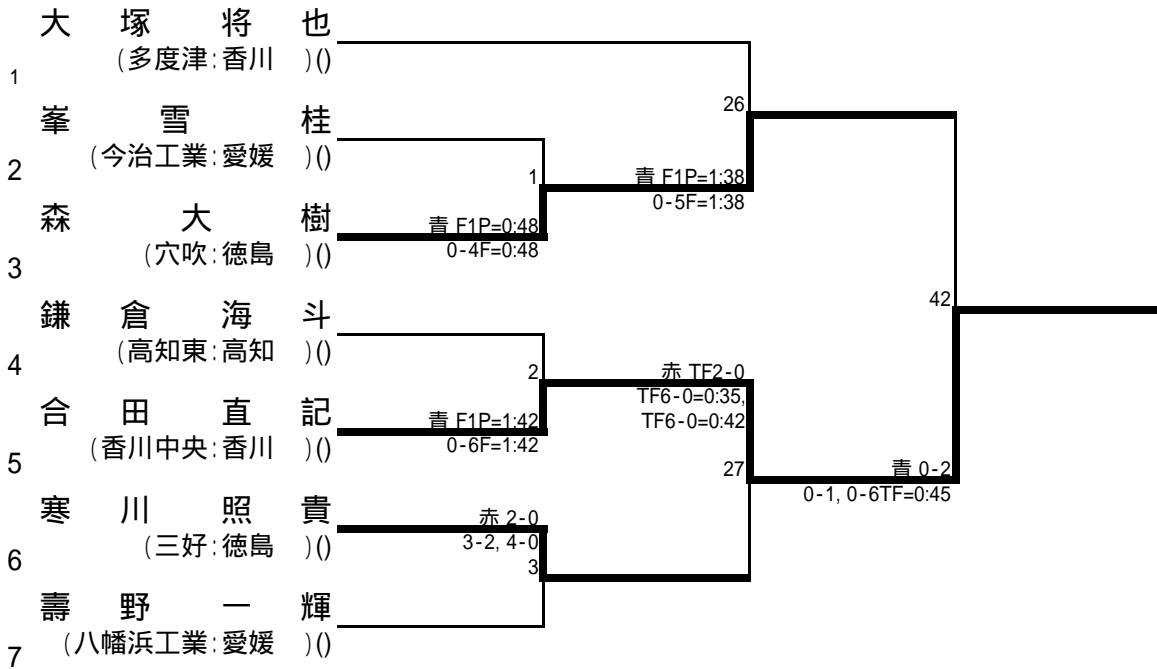 大塚将也
(多度津:香川 )()
1
26
峯雪桂
(今治工業:愛媛 )()
2
1
青 F1P=1:38
0-5F=1:38
森大樹
(穴吹:徳島 )()
3
青 F1P=0:48
0-4F=0:48
42
鎌倉海斗
(高知東:高知 )()
4
2
赤 TF2-0
TF6-0=0:35,
TF6-0=0:42
合田直記
(香川中央:香川 )()
5
青 F1P=1:42
0-6F=1:42
27
青 0-2
0-1, 0-6TF=0:45
寒川照貴
(三好:徳島 )()
6
赤 2-0
3-2, 4-0
3
壽野一輝
(八幡浜工業:愛媛 )()
7